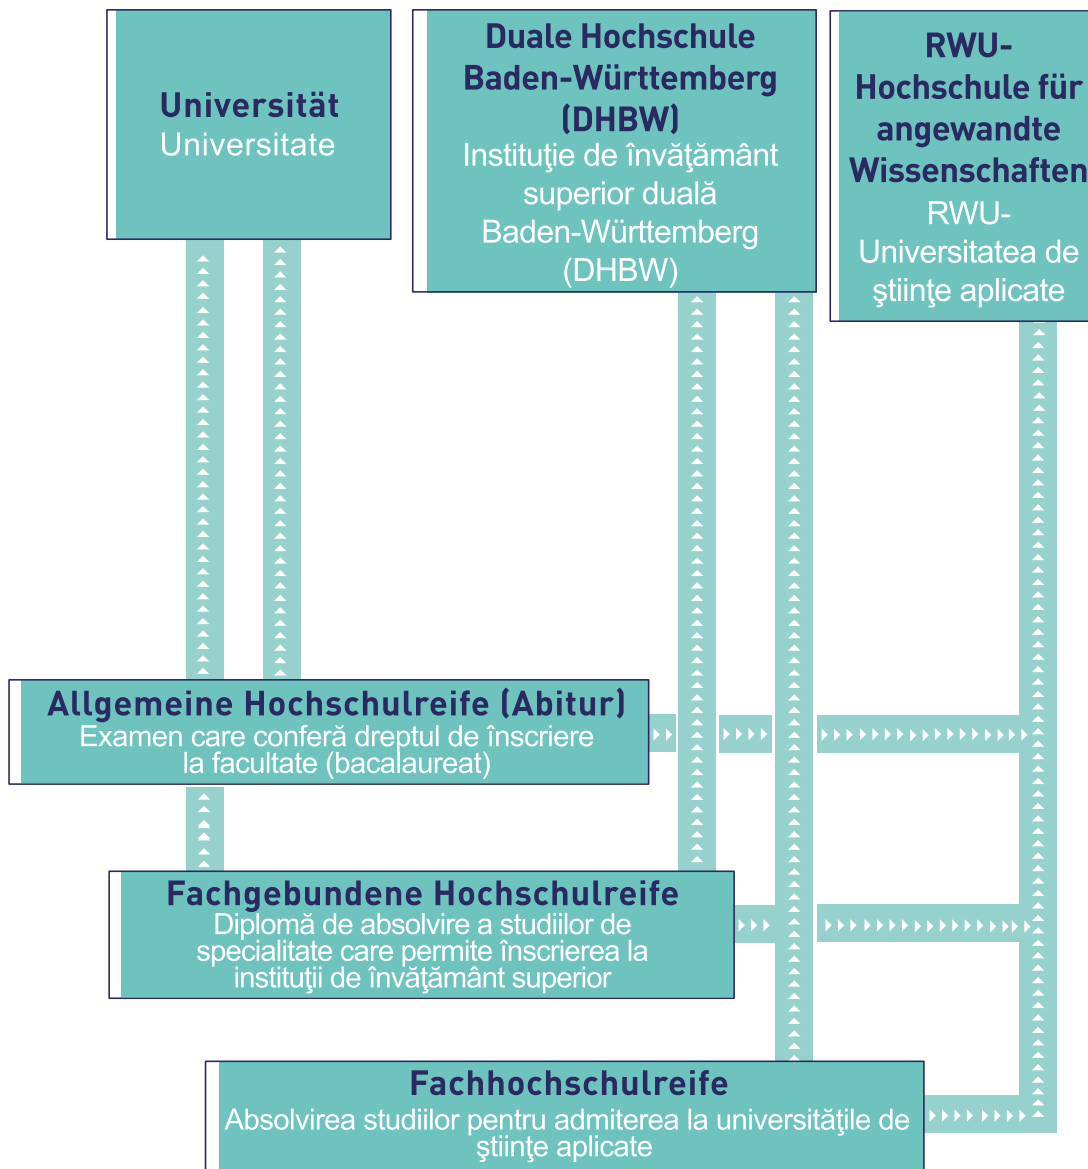 Universität
Universitate
Duale Hochschule
Baden-Württemberg
(DHBW)
Instituţie de învăţământ
superior duală
Baden-Württemberg
(DHBW)
RWU-
Hochschule für
angewandte
Wissenschaften
RWU-
Universitatea de
ştiinţe aplicate
Allgemeine Hochschulreife (Abitur)
Examen care conferă dreptul de înscriere
la facultate (bacalaureat)
Fachgebundene Hochschulreife
Diplomă de absolvire a studiilor de
specialitate care permite înscrierea la
instituţii de învăţământ superior
Fachhochschulreife
Absolvirea studiilor pentru admiterea la universităţile de
ştiinţe aplicate